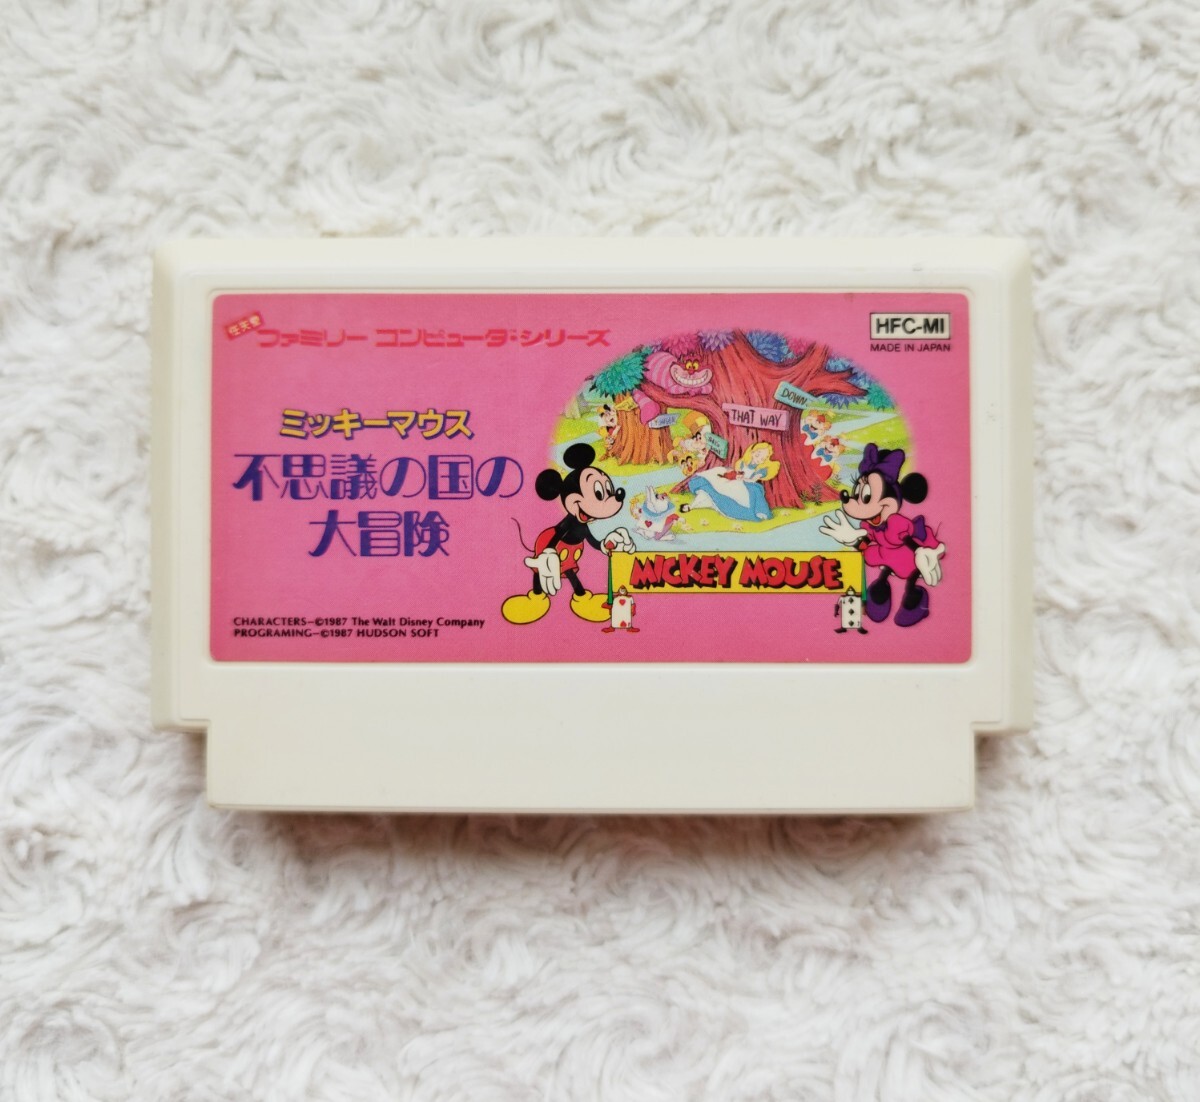 任天堂
ファミリー コンピュータ・シリーズ
HFC-MI
MADE IN JAPAN
ミッキーマウス
不思議の国の
大冒険
DOWN
THAT WAY
MICKEY MOUSE
CHARACTERS—©1987 The Walt Disney Company
PROGRAMING—©1987 HUDSON SOFT